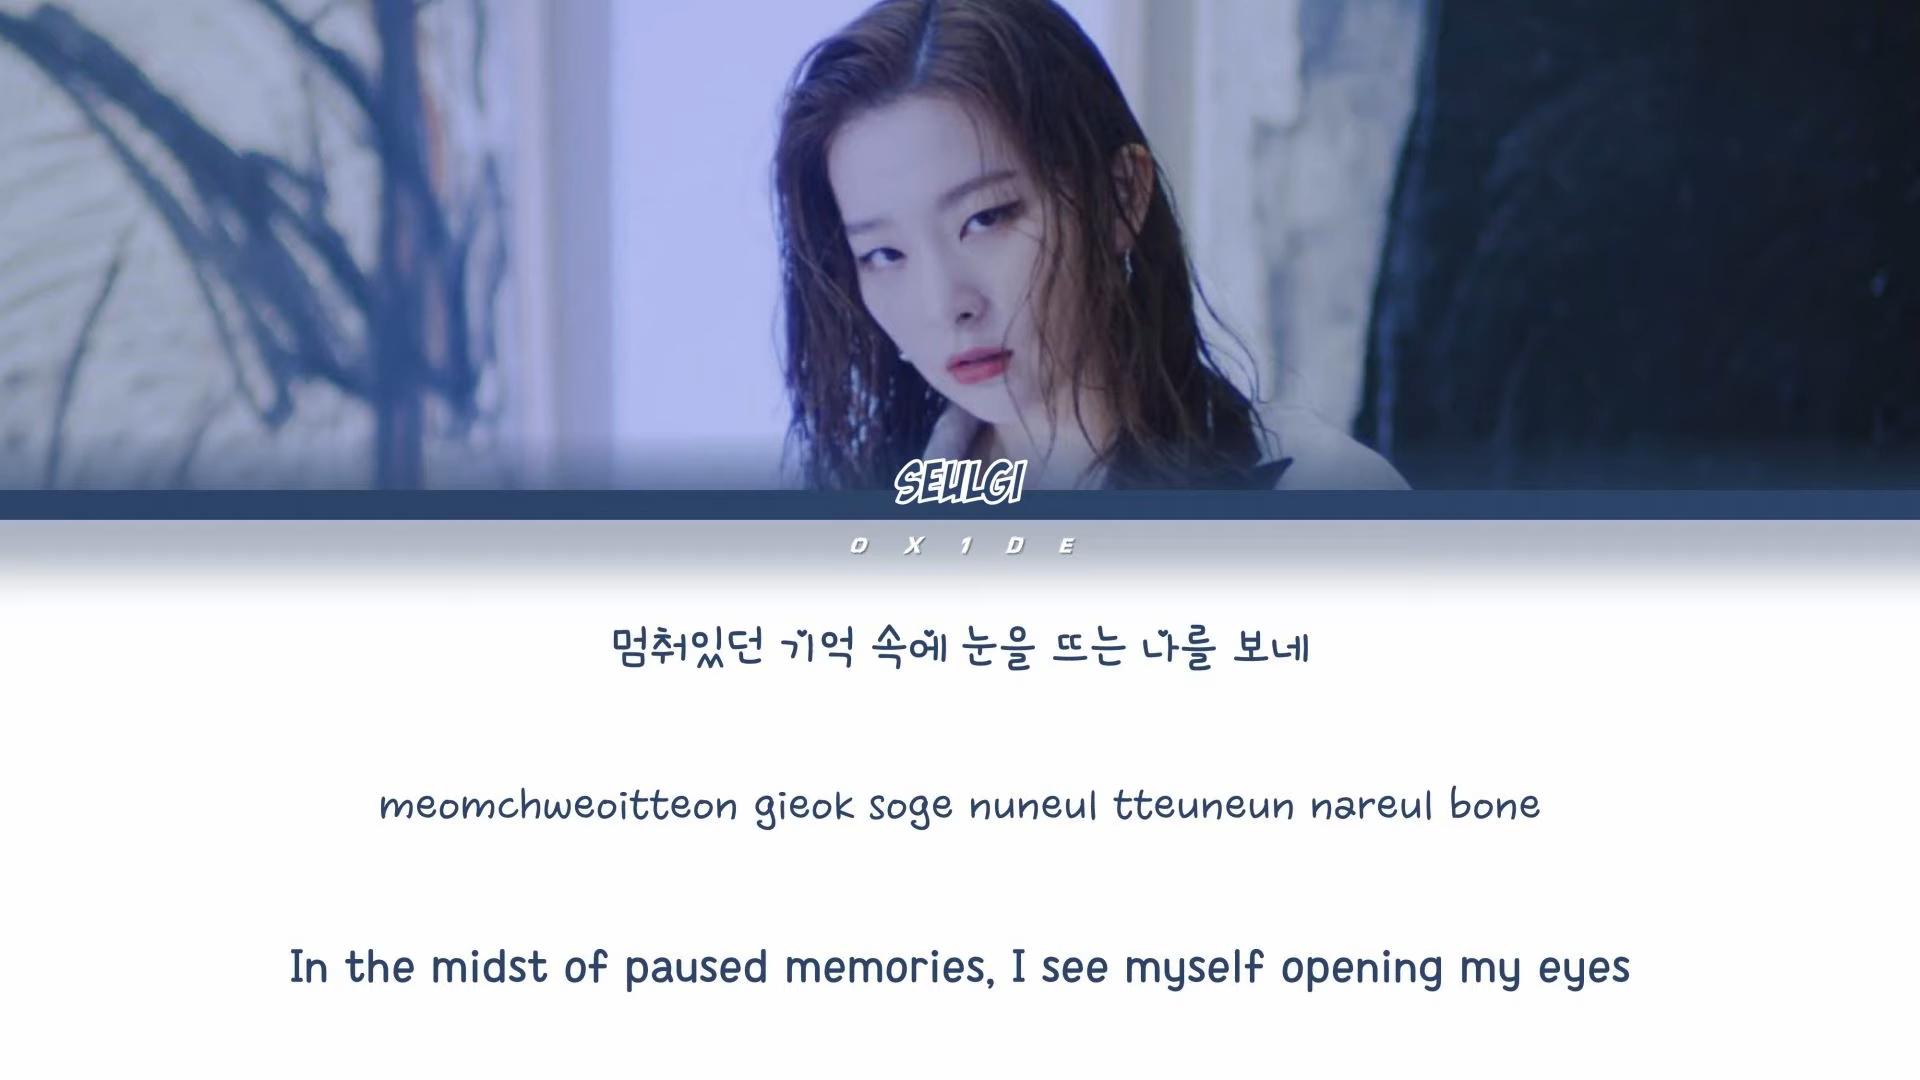 SEULGI
OX1DE
멈춰있던 기억 속에 눈을 뜨는 나를 보네
meomchweoitteon gieok soge nuneul tteuneun nareul bone
In the midst of paused memories, I see myself opening my eyes